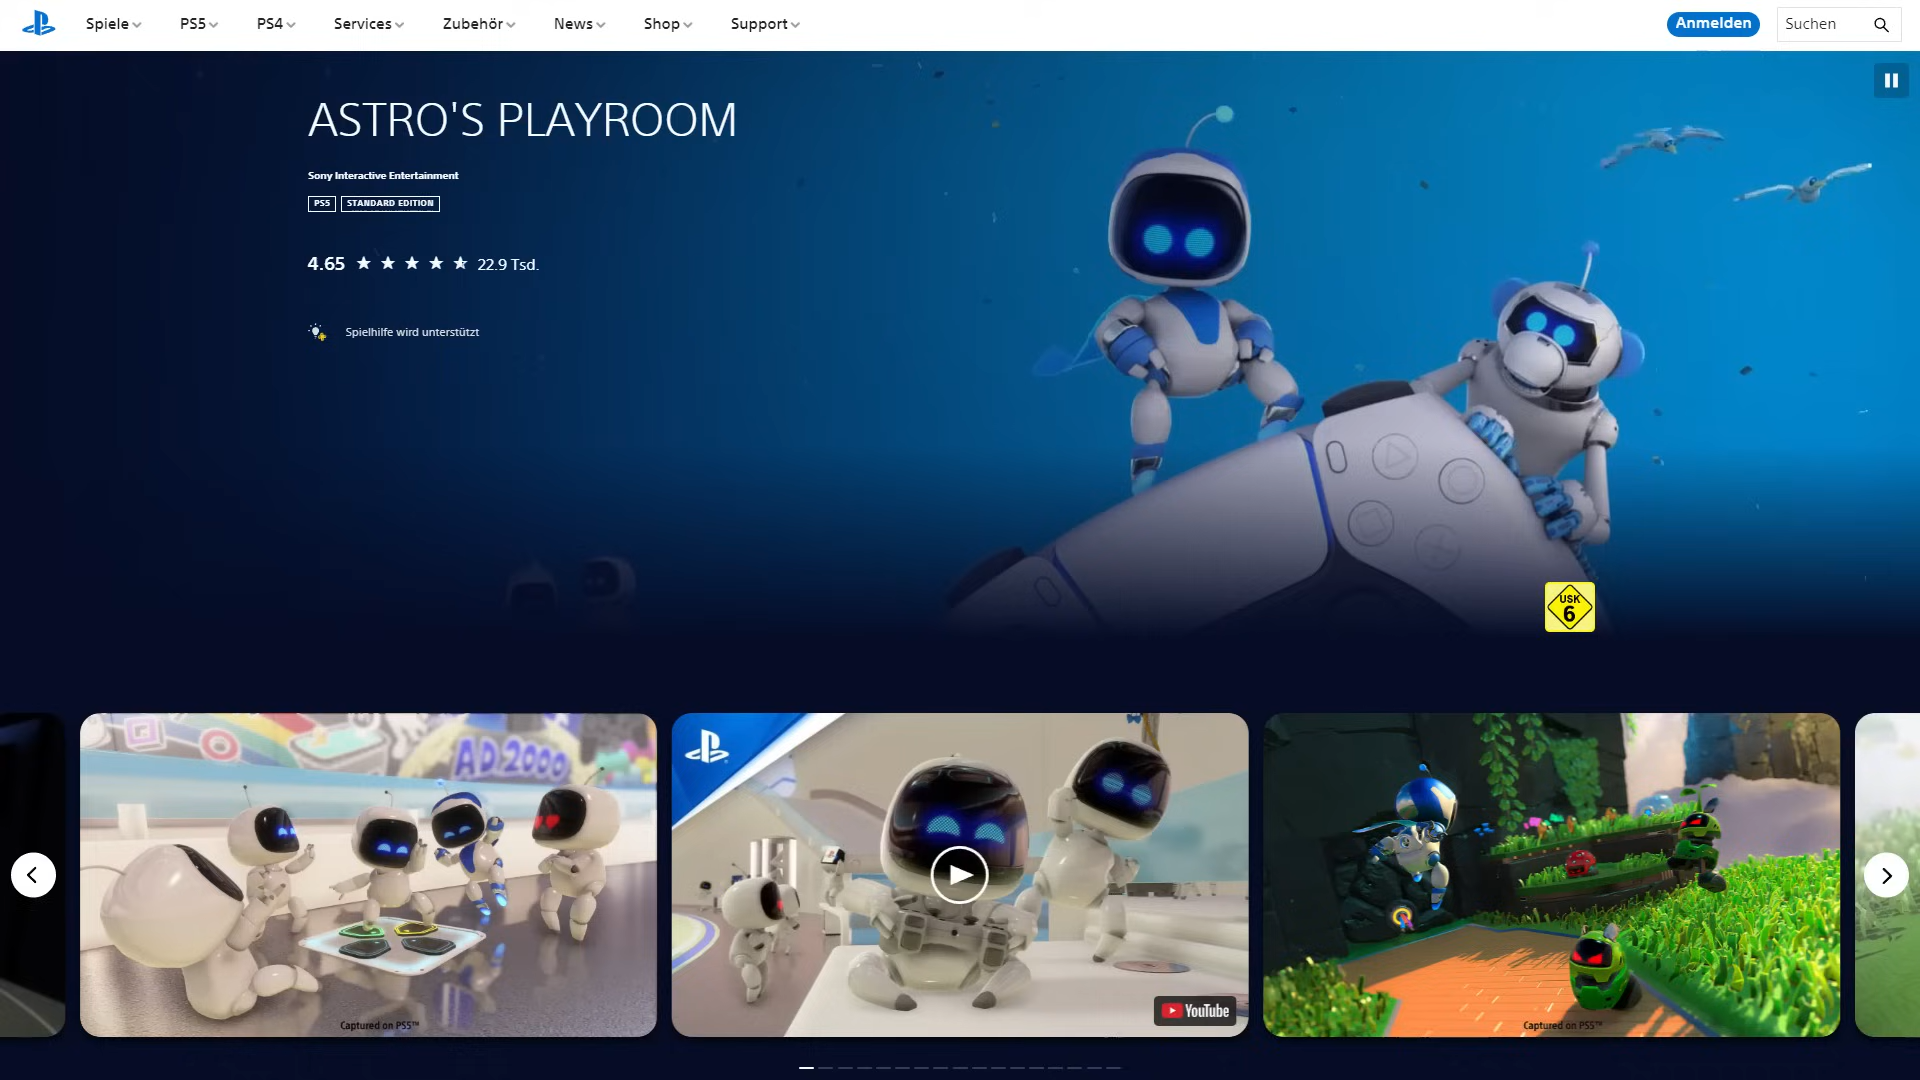 Spiele PS5 PS4 Services Zubehör News Shop Support Anmelden Suchen
ASTRO'S PLAYROOM
Sony Interactive Entertainment
PS5 STANDARD EDITION
4.65 22.9 Tsd.
Spielhilfe wird unterstützt
USK
6
AD 2000
Captured on PS5™
YouTube
Captured on PS5™